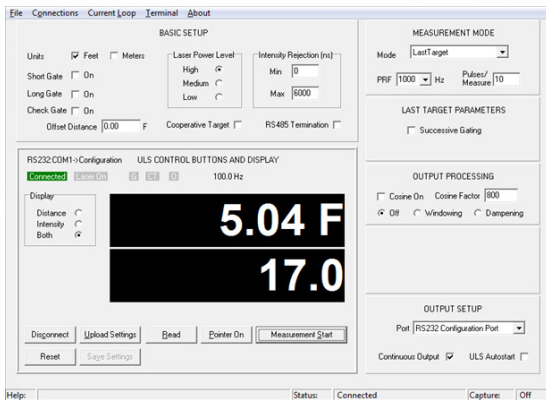 File Connections Current Loop Terminal About
BASIC SETUP
Units Feet Meters
Short Gate On
Long Gate On
Check Gate On
Offset Distance 0.00 F
Laser Power Level
High
Medium
Low
Intensity Rejection (ns)
Min 0
Max 6000
Cooperative Target
RS485 Termination
MEASUREMENT MODE
Mode LastTarget
PRF 1000 Hz Pulses/ Measure 10
LAST TARGET PARAMETERS
Successive Gating
RS232:COM1->Configuration ULS CONTROL BUTTONS AND DISPLAY
Connected Laser On G CT O 100.0 Hz
Display
Distance
Intensity
Both
5.04 F
17.0
Disconnect Upload Settings Read Pointer On Measurement Start
Reset Save Settings
OUTPUT PROCESSING
Cosine On Cosine Factor 800
Off Windowing Dampening
OUTPUT SETUP
Port RS232 Configuration Port
Continuous Output ULS Autostart
Help: Status: Connected Capture: Off